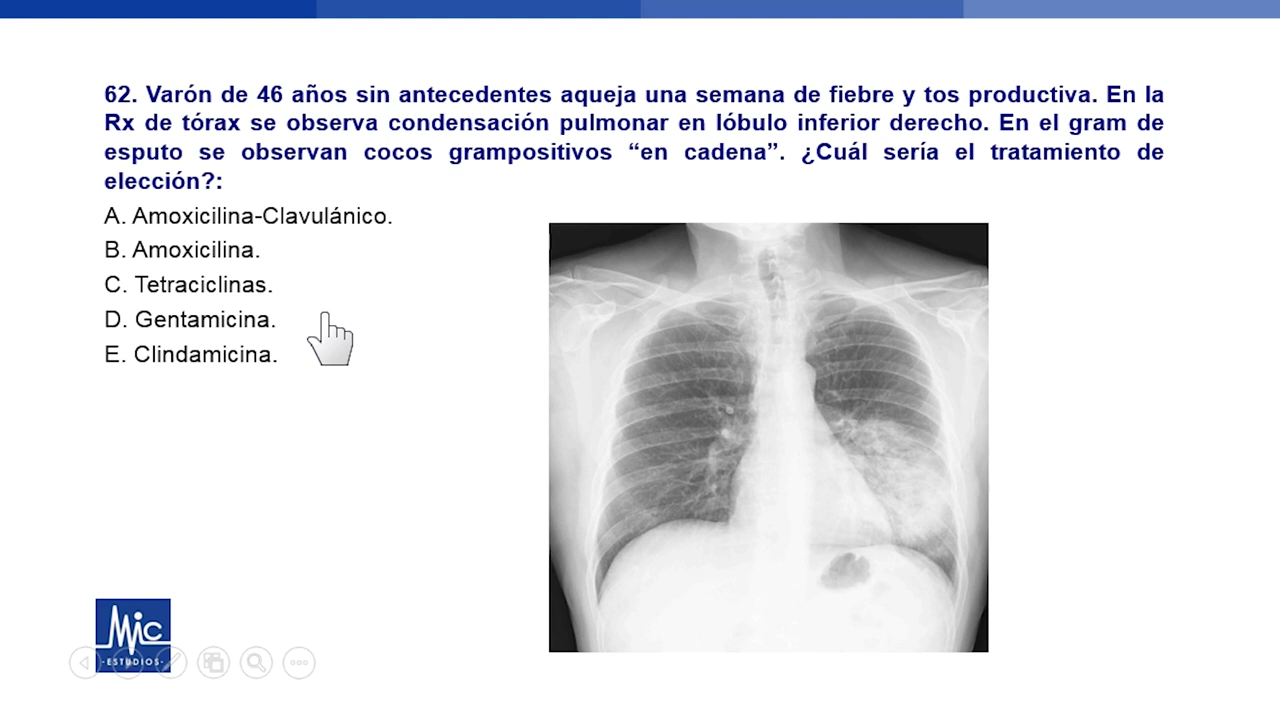 62. Varón de 46 años sin antecedentes aqueja una semana de fiebre y tos productiva. En la
Rx de tórax se observa condensación pulmonar en lóbulo inferior derecho. En el gram de
esputo se observan cocos grampositivos “en cadena”. ¿Cuál sería el tratamiento de
elección?:
A. Amoxicilina-Clavulánico.
B. Amoxicilina.
C. Tetraciclinas.
D. Gentamicina.
E. Clindamicina.
Mic
-ESTUDIOS-